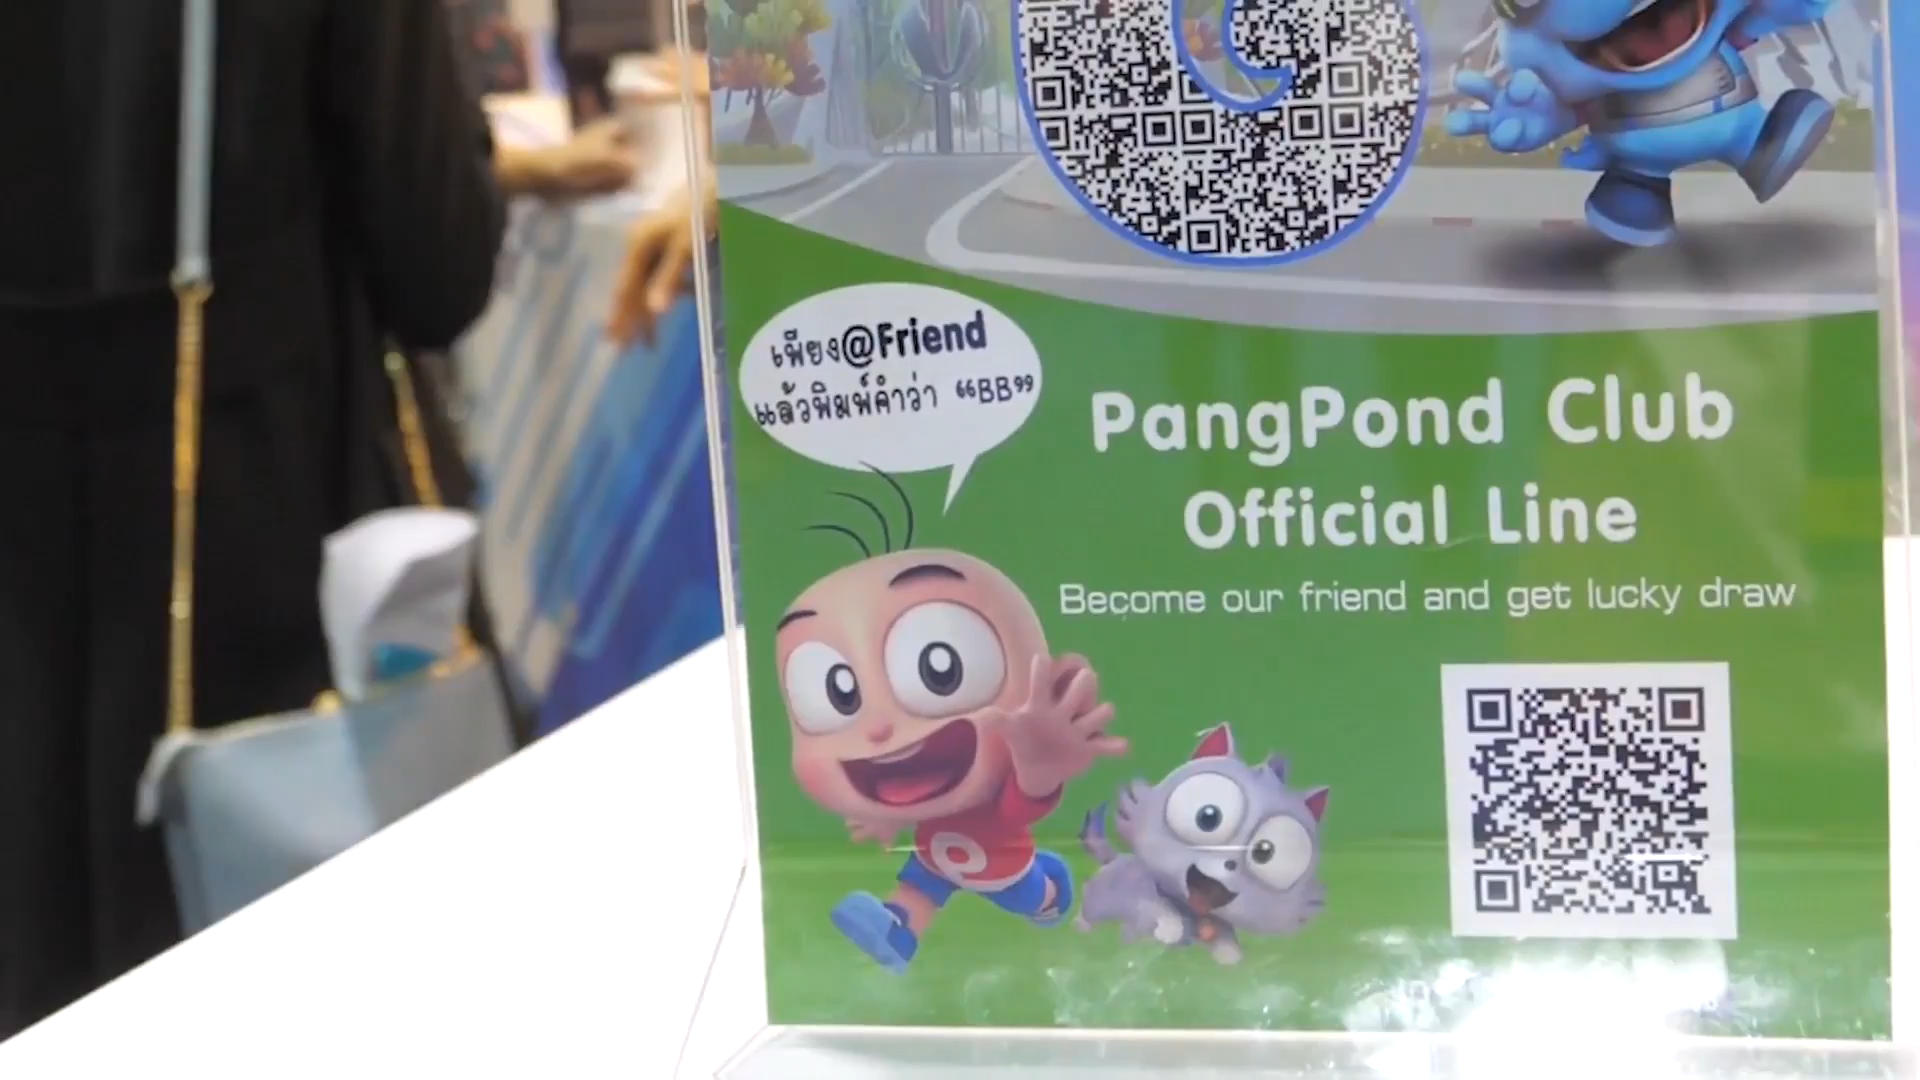 เพียง@Friend
แล้วพิมพ์คำว่า “BB”
PangPond Club
Official Line
Become our friend and get lucky draw